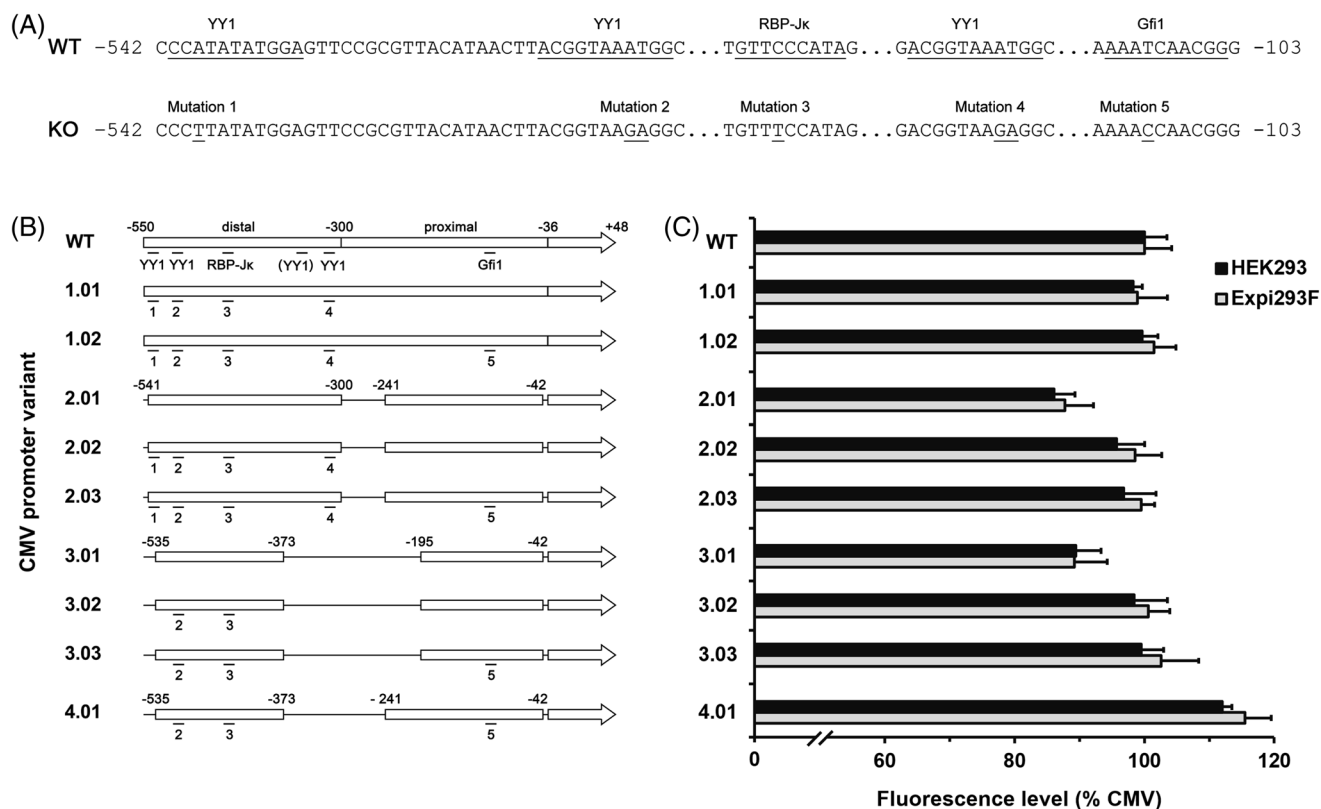 (A)
YY1 YY1 RBP-Jκ YY1 Gfi1
WT -542 CCCATATATGGAGTTCCGCGTTACATAACTTACGGTAAATGGC...TGTTCCCATAG...GACGGTAAATGGC...AAAATCAACGGG -103
Mutation 1 Mutation 2 Mutation 3 Mutation 4 Mutation 5
KO -542 CCCTTATATGGAGTTCCGCGTTACATAACTTACGGTAAGAGGC...TGTTTCCATAG...GACGGTAAGAGGC...AAAACCAACGGG -103
(B)
CMV promoter variant
-550 distal -300 proximal -36 +48
WT
YY1 YY1 RBP-Jκ (YY1) YY1 Gfi1
1.01
1 2 3 4
1.02
1 2 3 4 5
-541 -300 -241 -42
2.01
2.02
1 2 3 4
2.03
1 2 3 4 5
-535 -373 -195 -42
3.01
3.02
2 3
3.03
2 3 5
-535 -373 - 241 -42
4.01
2 3 5
(C)
WT
1.01
1.02
2.01
2.02
2.03
3.01
3.02
3.03
4.01
HEK293
Expi293F
0 60 80 100 120
Fluorescence level (% CMV)